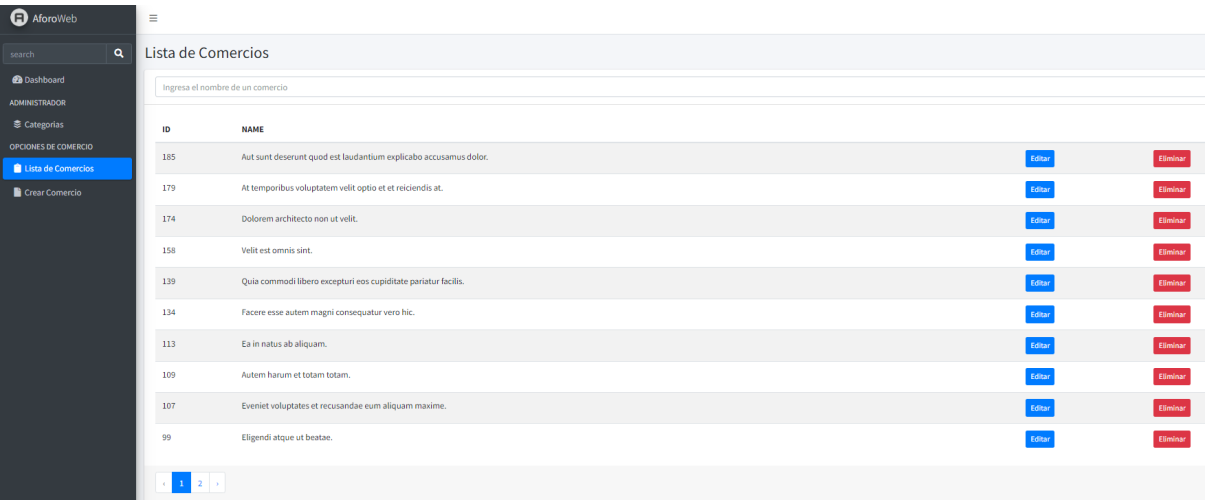 AforoWeb
search
Dashboard
ADMINISTRADOR
Categorias
OPCIONES DE COMERCIO
Lista de Comercios
Crear Comercio
Lista de Comercios
Ingresa el nombre de un comercio
ID NAME
185 Aut sunt deserunt quod est laudantium explicabo accusamus dolor. Editar Eliminar
179 At temporibus voluptatem velit optio et et reiciendis at. Editar Eliminar
174 Dolorem architecto non ut velit. Editar Eliminar
158 Velit est omnis sint. Editar Eliminar
139 Quia commodi libero excepturi eos cupiditate pariatur facilis. Editar Eliminar
134 Facere esse autem magni consequatur vero hic. Editar Eliminar
113 Ea in natus ab aliquam. Editar Eliminar
109 Autem harum et totam totam. Editar Eliminar
107 Eveniet voluptates et recusandae eum aliquam maxime. Editar Eliminar
99 Eligendi atque ut beatae. Editar Eliminar
‹ 1 2 ›